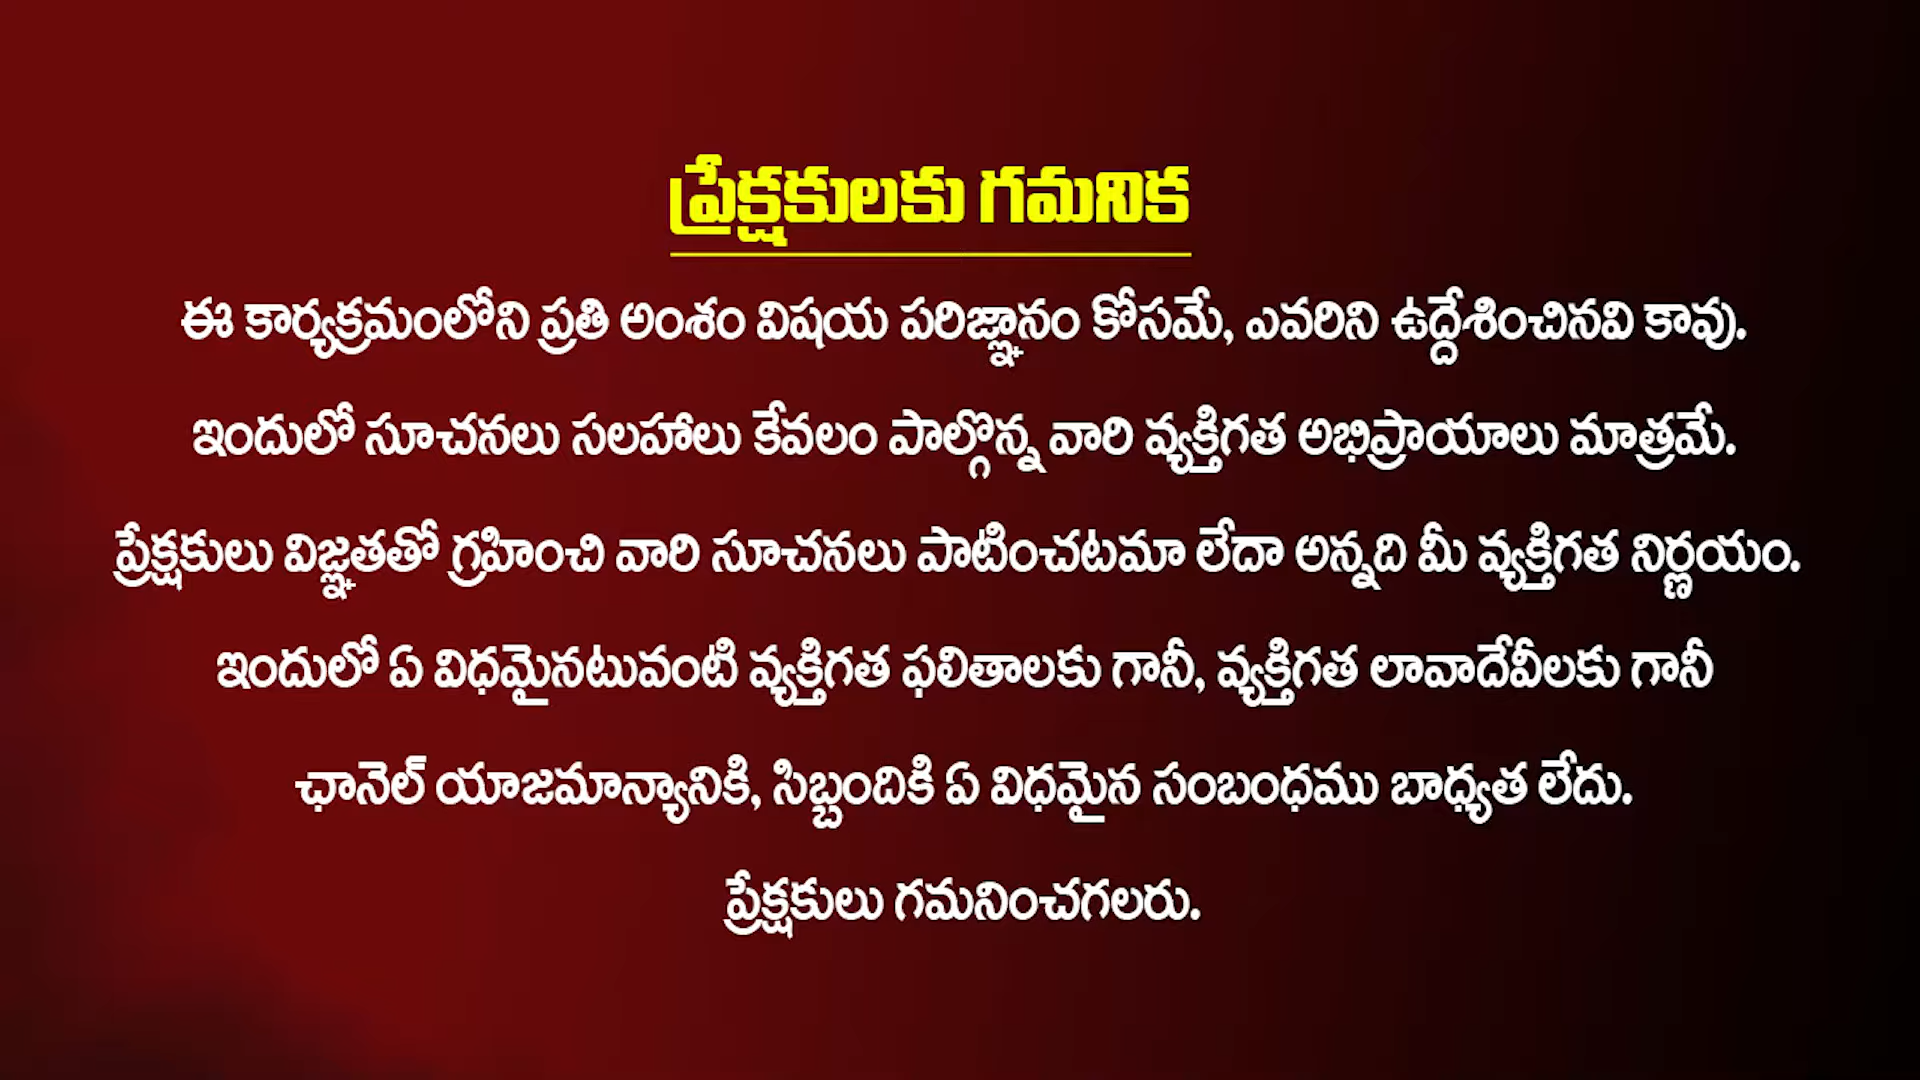 ప్రేక్షకులకు గమనిక
ఈ కార్యక్రమంలోని ప్రతి అంశం విషయ పరిజ్ఞానం కోసమే, ఎవరిని ఉద్దేశించినవి కావు.
ఇందులో సూచనలు సలహాలు కేవలం పాల్గొన్న వారి వ్యక్తిగత అభిప్రాయాలు మాత్రమే.
ప్రేక్షకులు విజ్ఞతతో గ్రహించి వారి సూచనలు పాటించటమా లేదా అన్నది మీ వ్యక్తిగత నిర్ణయం.
ఇందులో ఏ విధమైనటువంటి వ్యక్తిగత ఫలితాలకు గానీ, వ్యక్తిగత లావాదేవీలకు గానీ
ఛానెల్ యాజమాన్యానికి, సిబ్బందికి ఏ విధమైన సంబంధము బాధ్యత లేదు.
ప్రేక్షకులు గమనించగలరు.